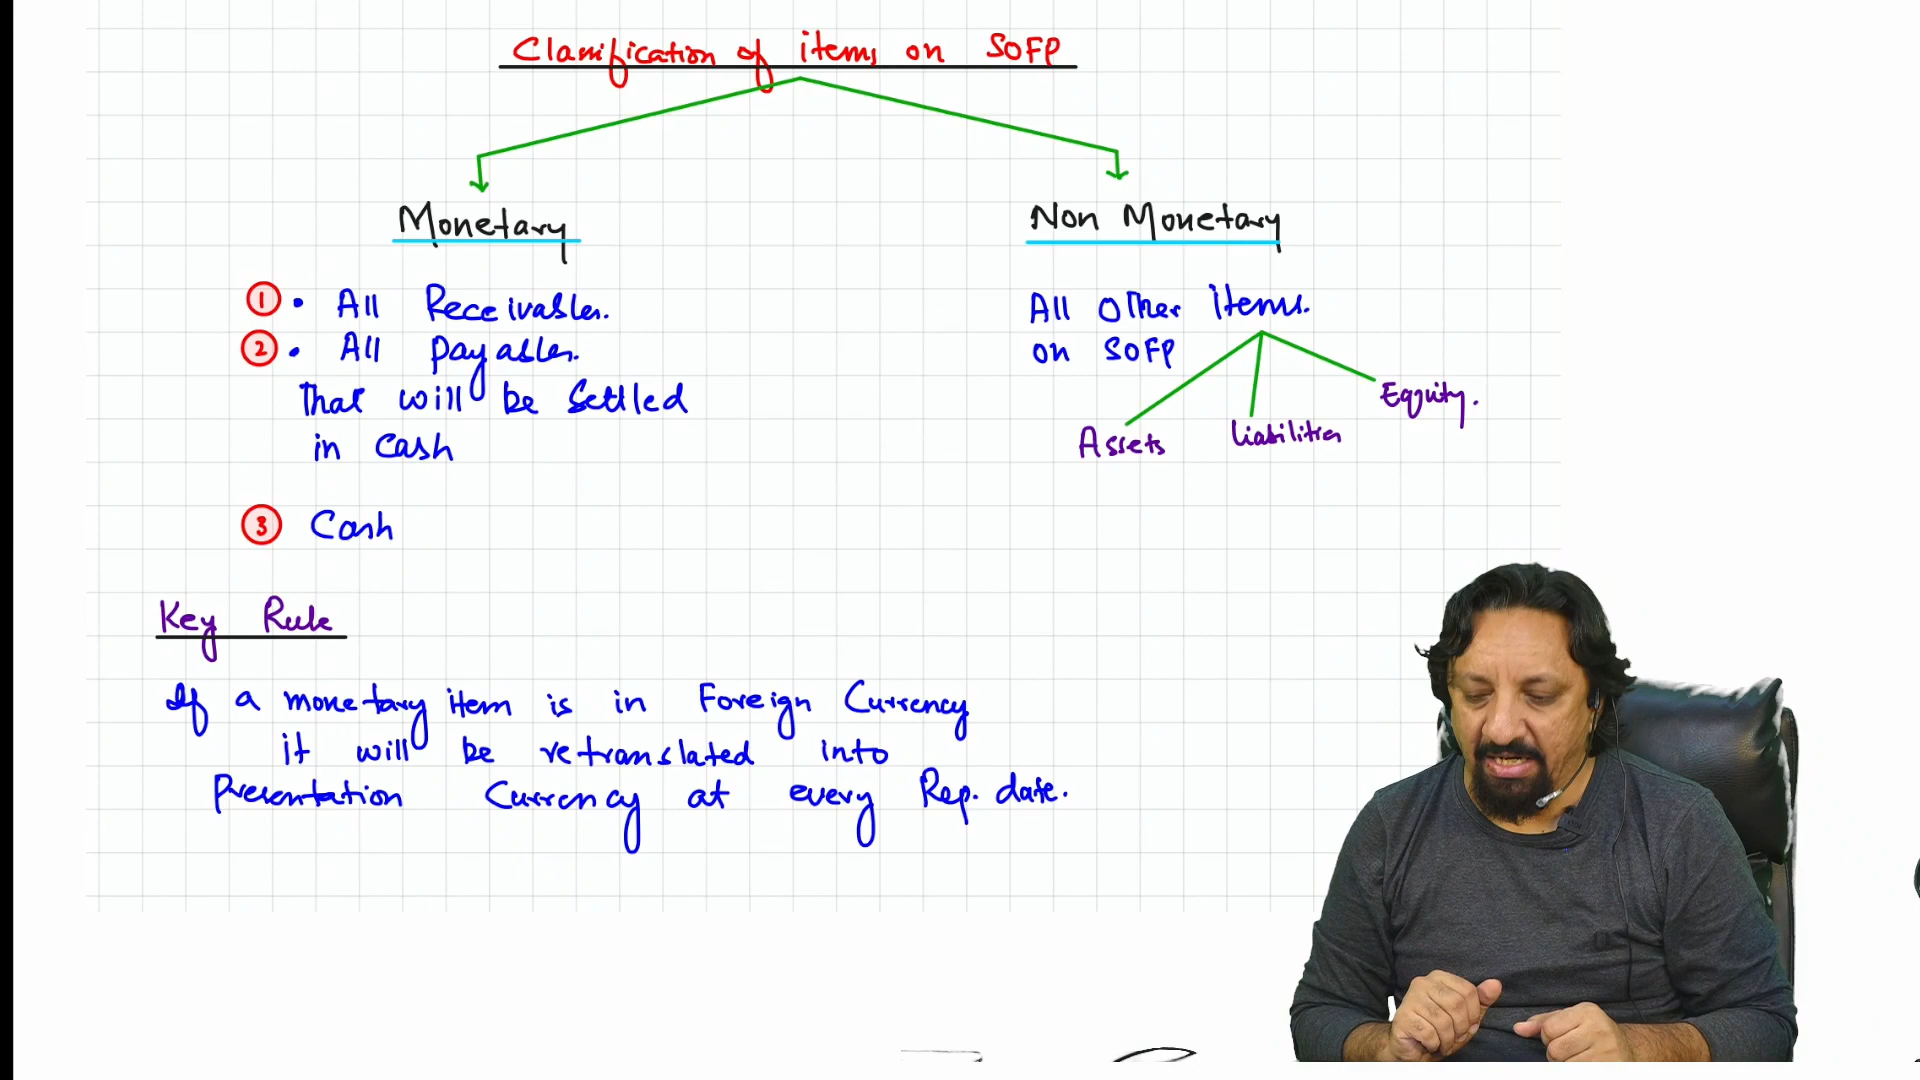 Classification of items on SOFP
Monetary
Non Monetary
1 • All Receivables.
2 • All Payables.
That will be Settled
in Cash
3 Cash
All Other items.
on SOFP
Assets
Liabilities
Equity.
Key Rule
If a monetary item is in Foreign Currency
it will be retranslated into
Presentation Currency at every Rep. date.